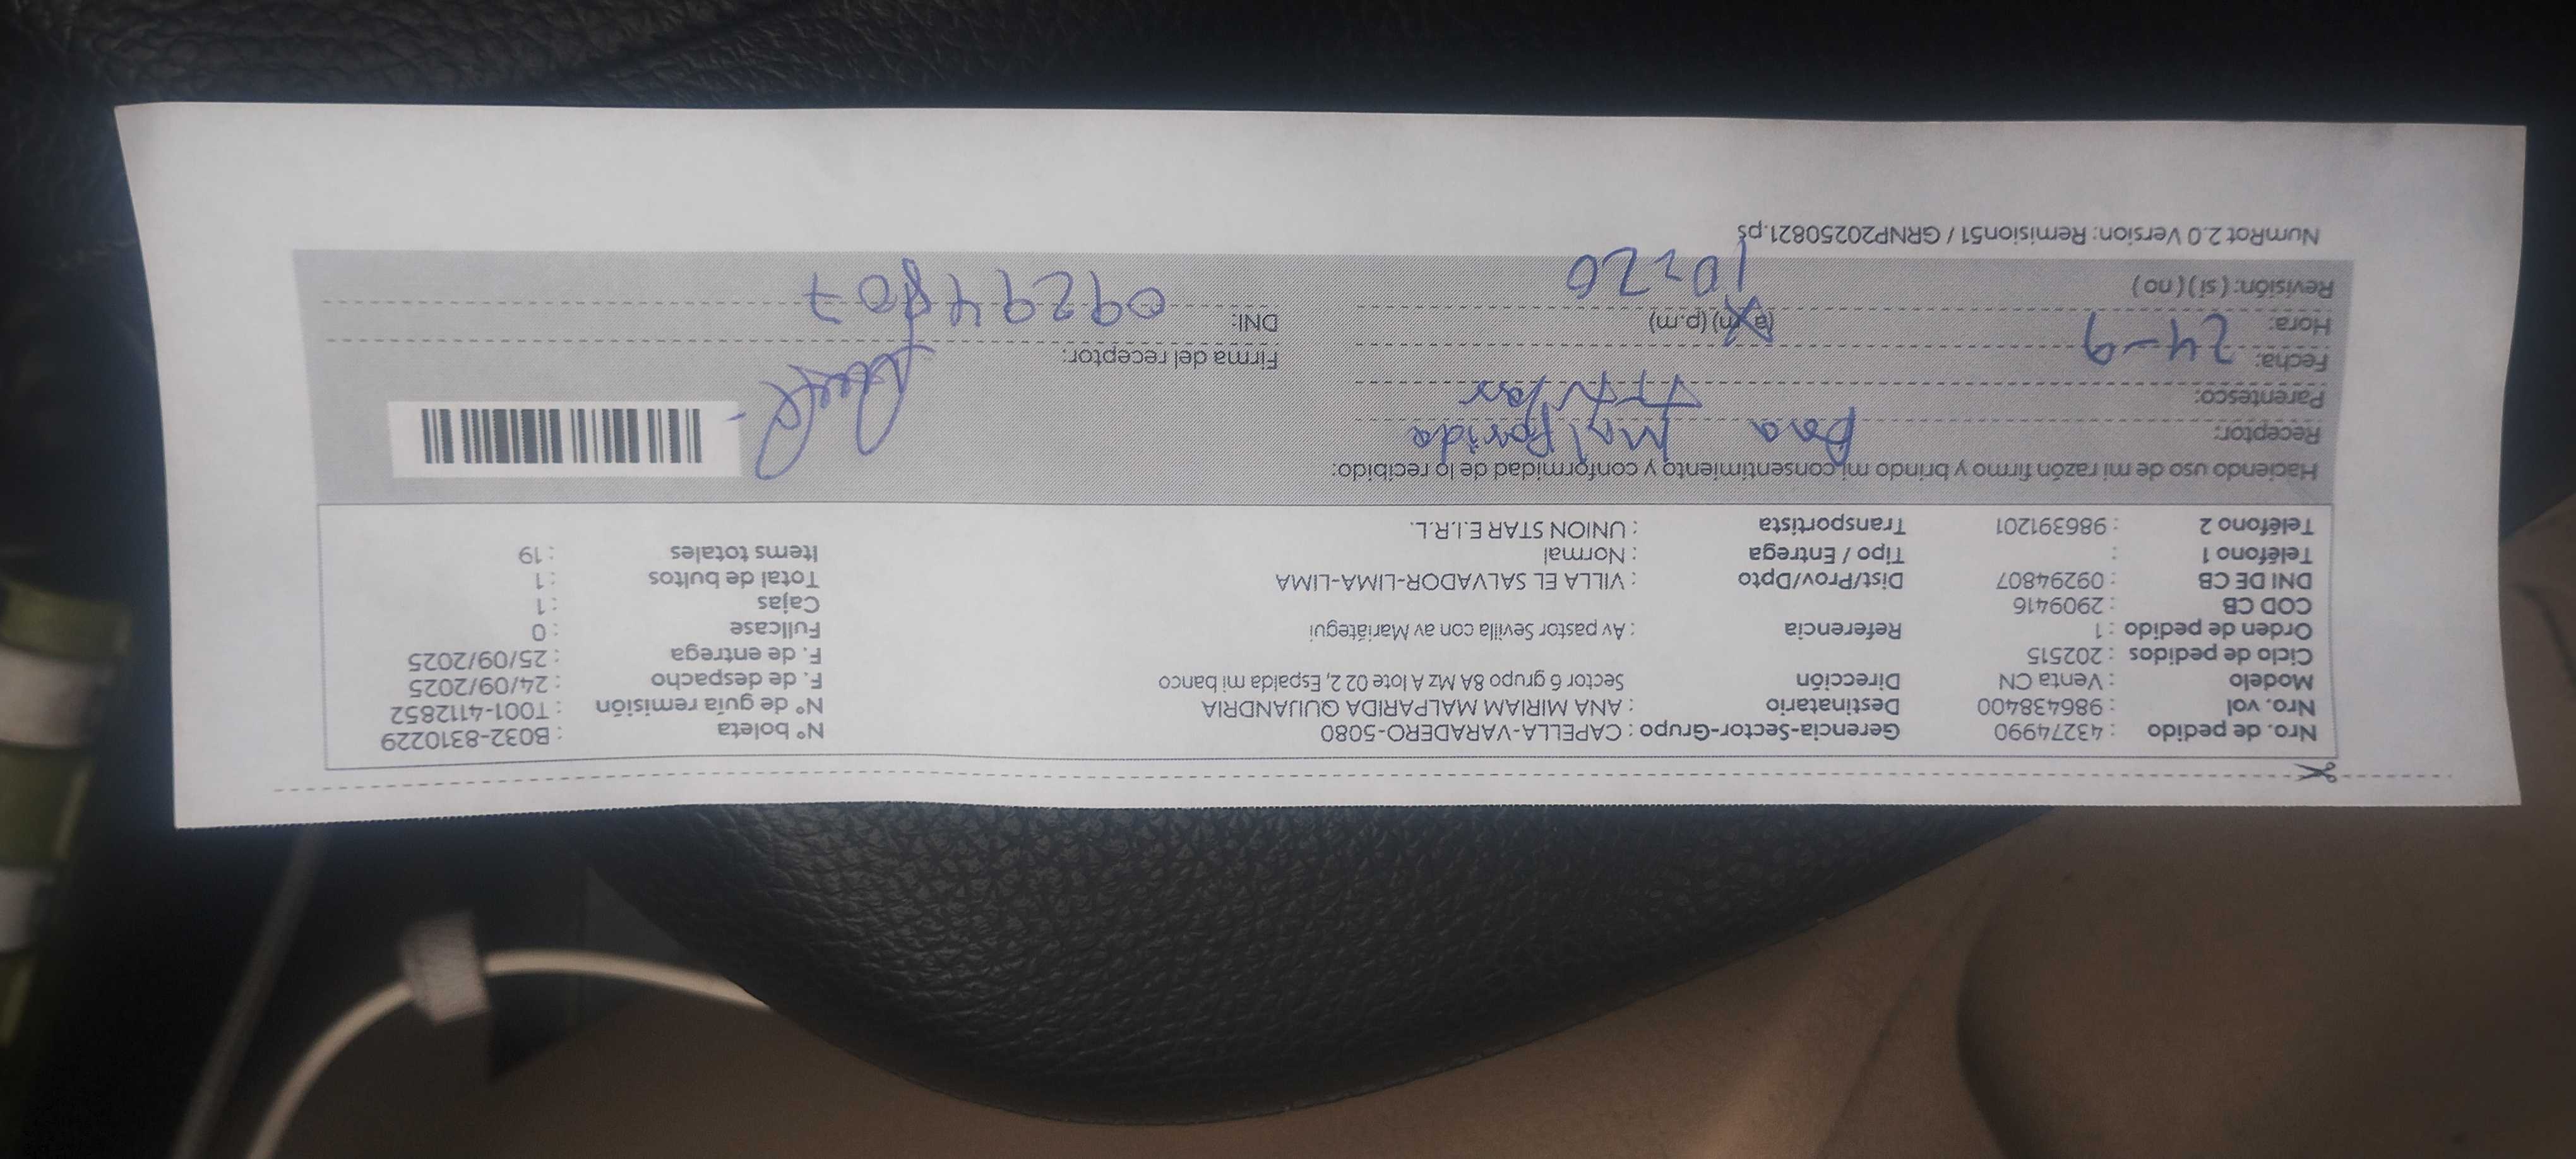 Nro. de pedido : 43274990 Gerencia-Sector-Grupo : CAPELLA-VARADERO-5080 N° boleta : B032-8310229
Nro. vol : 986438400 Destinatario : ANA MIRIAM MALPARIDA QUIJANDRIA N° de guía remisión : T001-4112852
Modelo : Venta CN Dirección Sector 6 grupo 8A Mz A lote 02 2, Espalda mi banco F. de despacho : 24/09/2025
Ciclo de pedidos : 202515 F. de entrega : 25/09/2025
Orden de pedido : 1 Referencia : Av pastor Sevilla con av Mariátegui Fullcase : 0
COD CB : 2909416 Cajas : 1
DNI DE CB : 09294807 Dist/Prov/Dpto : VILLA EL SALVADOR-LIMA-LIMA Total de bultos : 1
Teléfono 1 : Tipo / Entrega : Normal Items totales : 19
Teléfono 2 : 986391201 Transportista : UNION STAR E.I.R.L.
Haciendo uso de mi razón firmo y brindo mi consentimiento y conformidad de lo recibido:
Receptor: Malparida
Parentesco: Titular
Fecha: 24-9 Firma del receptor:
Hora: (a.m) (p.m) 10:20 DNI: 09294807
Revisión: ( si ) ( no )
NumRot 2.0 Version: Remision51 / GRNP20250821.ps